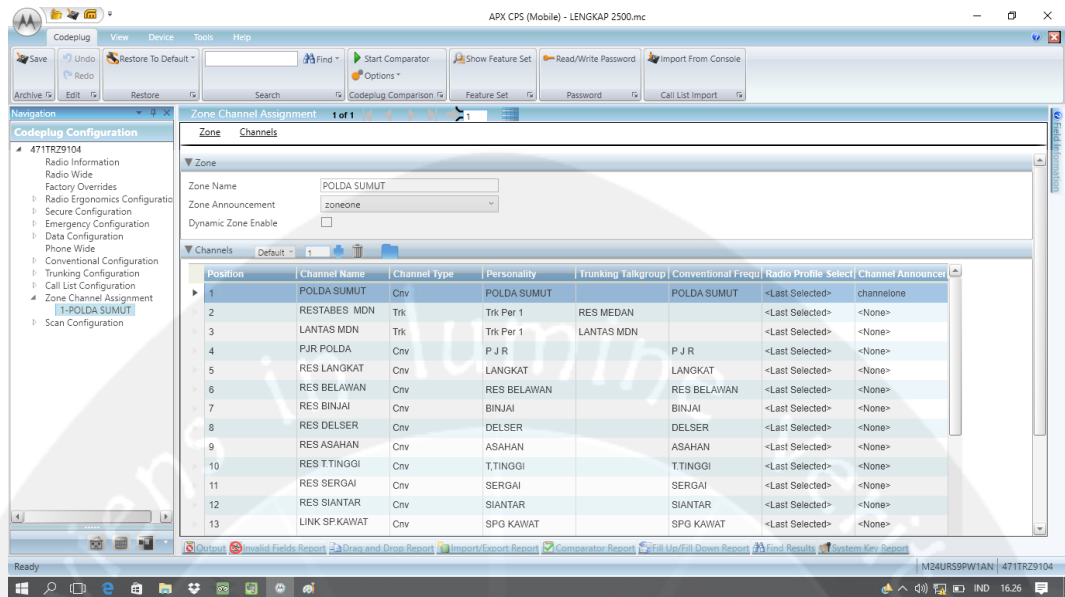 APX CPS (Mobile) - LENGKAP 2500.mc
Codeplug View Device Tools Help
Save Undo Restore To Default Find Start Comparator Show Feature Set Read/Write Password Import From Console
Redo Options
Archive Edit Restore Search Codeplug Comparison Feature Set Password Call List Import
Navigation
Codeplug Configuration
471TRZ9104
Radio Information
Radio Wide
Factory Overrides
Radio Ergonomics Configuratio
Secure Configuration
Emergency Configuration
Data Configuration
Phone Wide
Conventional Configuration
Trunking Configuration
Call List Configuration
Zone Channel Assignment
1-POLDA SUMUT
Scan Configuration
Zone Channel Assignment 1 of 1 1
Zone Channels
Zone
Zone Name POLDA SUMUT
Zone Announcement zoneone
Dynamic Zone Enable
Channels Default 1
Position Channel Name Channel Type Personality Trunking Talkgroup Conventional Frequ Radio Profile Select Channel Announcer
1 POLDA SUMUT Cnv POLDA SUMUT POLDA SUMUT <Last Selected> channelone
2 RESTABES MDN Trk Trk Per 1 RES MEDAN <Last Selected> <None>
3 LANTAS MDN Trk Trk Per 1 LANTAS MDN <Last Selected> <None>
4 PJR POLDA Cnv P J R P J R <Last Selected> <None>
5 RES LANGKAT Cnv LANGKAT LANGKAT <Last Selected> <None>
6 RES BELAWAN Cnv RES BELAWAN RES BELAWAN <Last Selected> <None>
7 RES BINJAI Cnv BINJAI BINJAI <Last Selected> <None>
8 RES DELSER Cnv DELSER DELSER <Last Selected> <None>
9 RES ASAHAN Cnv ASAHAN ASAHAN <Last Selected> <None>
10 RES T.TINGGI Cnv T,TINGGI T.TINGGI <Last Selected> <None>
11 RES SERGAI Cnv SERGAI SERGAI <Last Selected> <None>
12 RES SIANTAR Cnv SIANTAR SIANTAR <Last Selected> <None>
13 LINK SP.KAWAT Cnv SPG KAWAT SPG KAWAT <Last Selected> <None>
Field Information
Output Invalid Fields Report Drag and Drop Report Import/Export Report Comparator Report Fill Up/Fill Down Report Find Results System Key Report
Ready M24URS9PW1AN 471TRZ9104
IND 16.26
in lumine